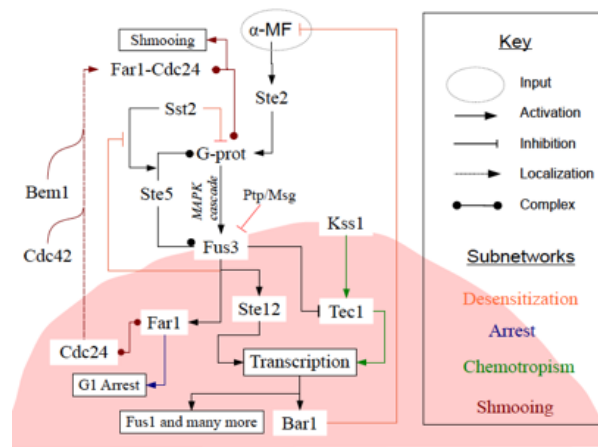 Shmooing
α-MF
Far1-Cdc24
Ste2
Sst2
G-prot
Bem1
Ste5
MAPK
cascade
Ptp/Msg
Cdc42
Fus3
Kss1
Ste12
Tec1
Far1
Cdc24
Transcription
G1 Arrest
Fus1 and many more
Bar1
Key
Input
Activation
Inhibition
Localization
Complex
Subnetworks
Desensitization
Arrest
Chemotropism
Shmooing